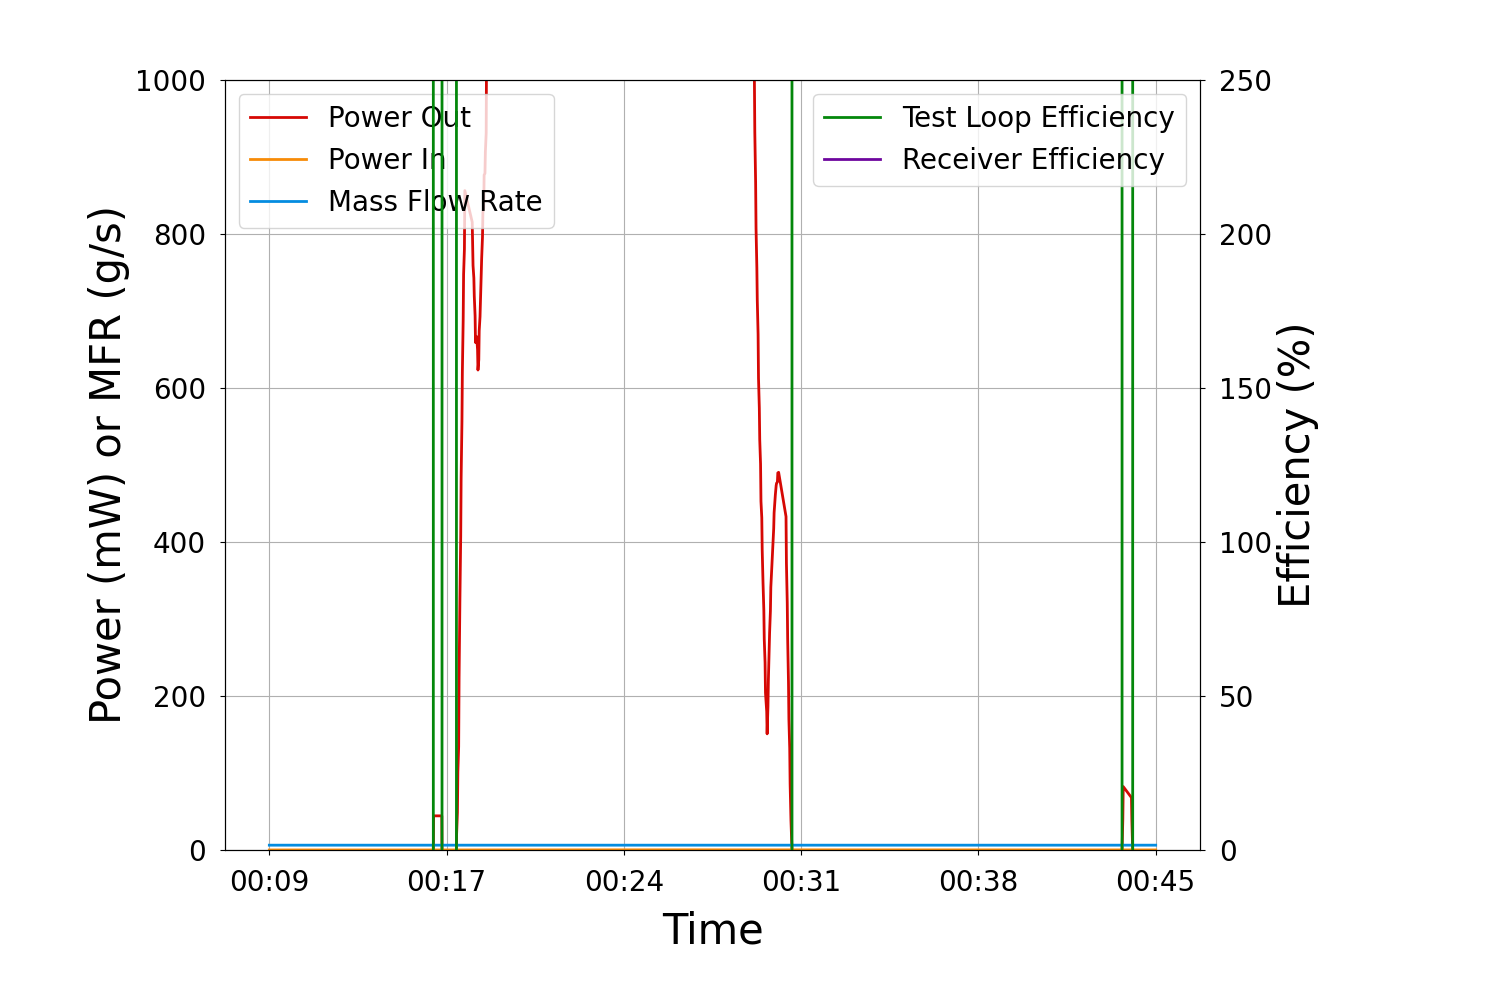 1000
800
600
400
200
0
Power (mW) or MFR (g/s)
Power Out
Power In
Mass Flow Rate
Test Loop Efficiency
Receiver Efficiency
250
200
150
100
50
0
Efficiency (%)
00:09 00:17 00:24 00:31 00:38 00:45
Time